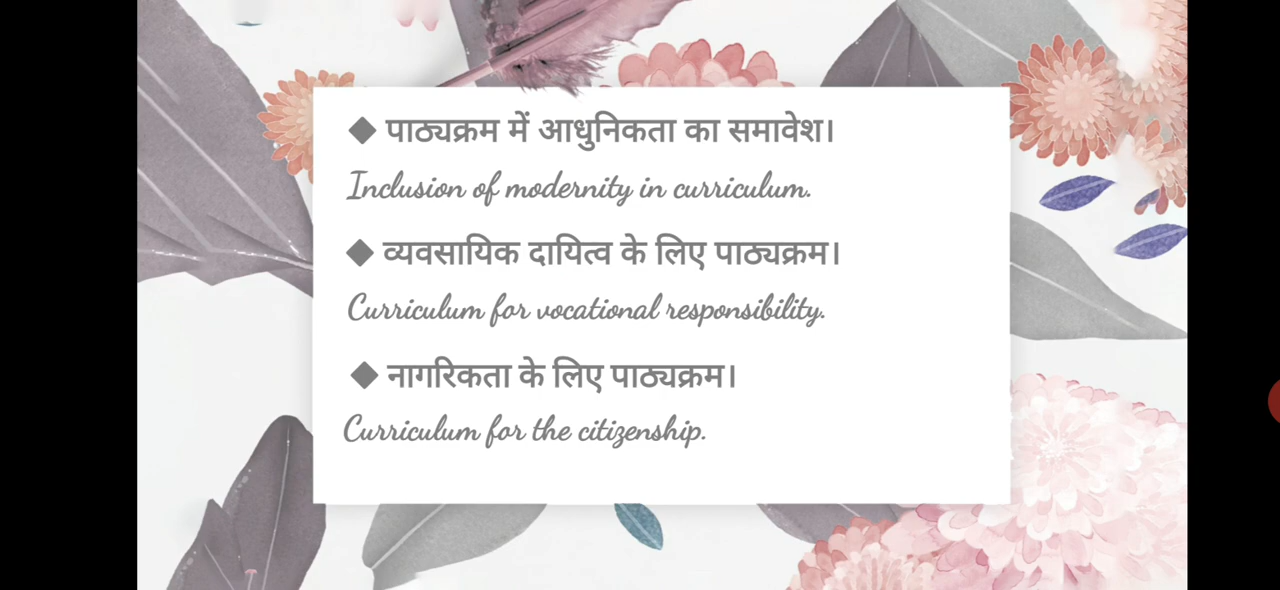 ◆ पाठ्यक्रम में आधुनिकता का समावेश।
Inclusion of modernity in curriculum.
◆ व्यवसायिक दायित्व के लिए पाठ्यक्रम।
Curriculum for vocational responsibility.
◆ नागरिकता के लिए पाठ्यक्रम।
Curriculum for the citizenship.